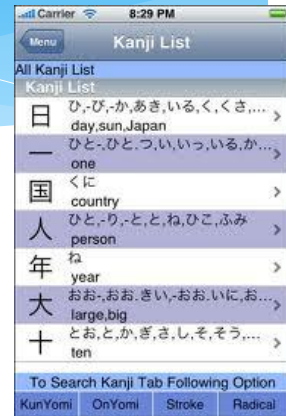 Carrier 8:29 PM
Menu Kanji List
All Kanji List
Kanji List
日 ひ,-び,-か,あき,いる,く,くさ,...
day,sun,Japan
一 ひと-,ひと.つ,い,いっ,いる,か...
one
国 くに
country
人 ひと,-り,-と,と,ね,ひこ,ふみ
person
年 ね
year
大 おお-,おお.きい,-おお.いに,お...
large,big
十 とお,と,か,ぎ,さ,し,そ,そう,...
ten
To Search Kanji Tab Following Option
KunYomi OnYomi Stroke Radical